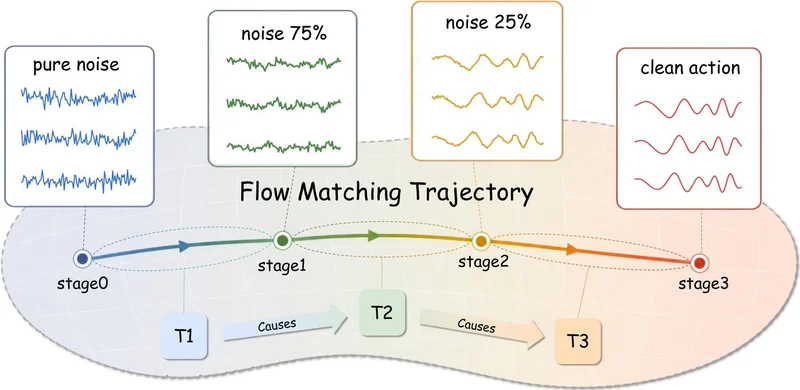 pure noise
noise 75%
noise 25%
clean action
Flow Matching Trajectory
stage0
stage1
stage2
stage3
T1
Causes
T2
Causes
T3